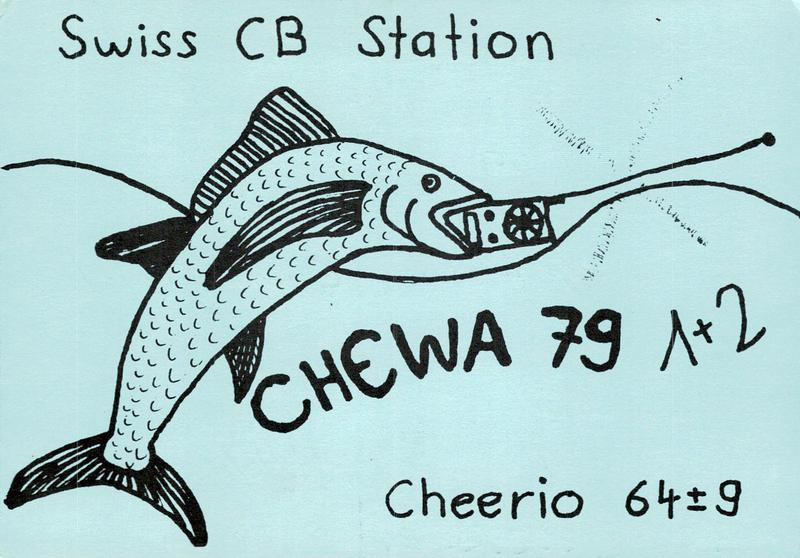 Swiss CB Station
CHEWA 79 1+2
Cheerio 64±9